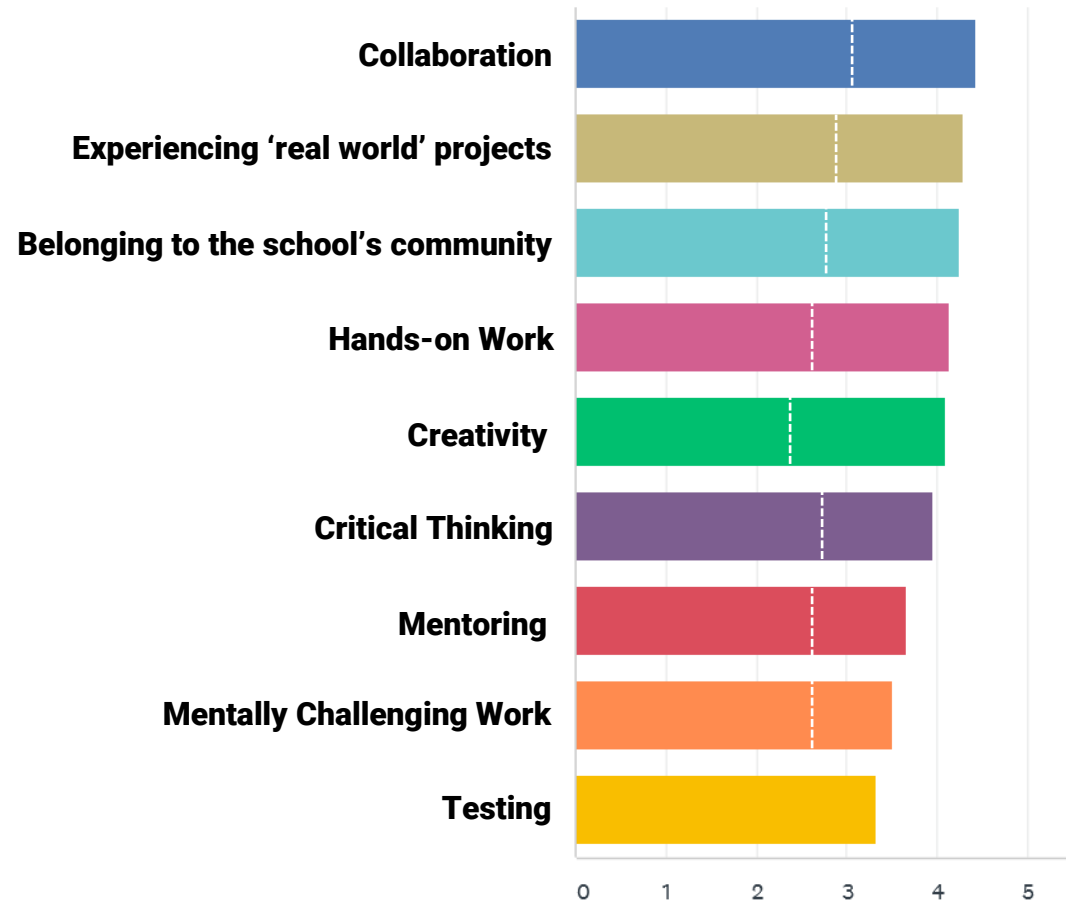 Collaboration
Experiencing ‘real world’ projects
Belonging to the school’s community
Hands-on Work
Creativity
Critical Thinking
Mentoring
Mentally Challenging Work
Testing
0 1 2 3 4 5